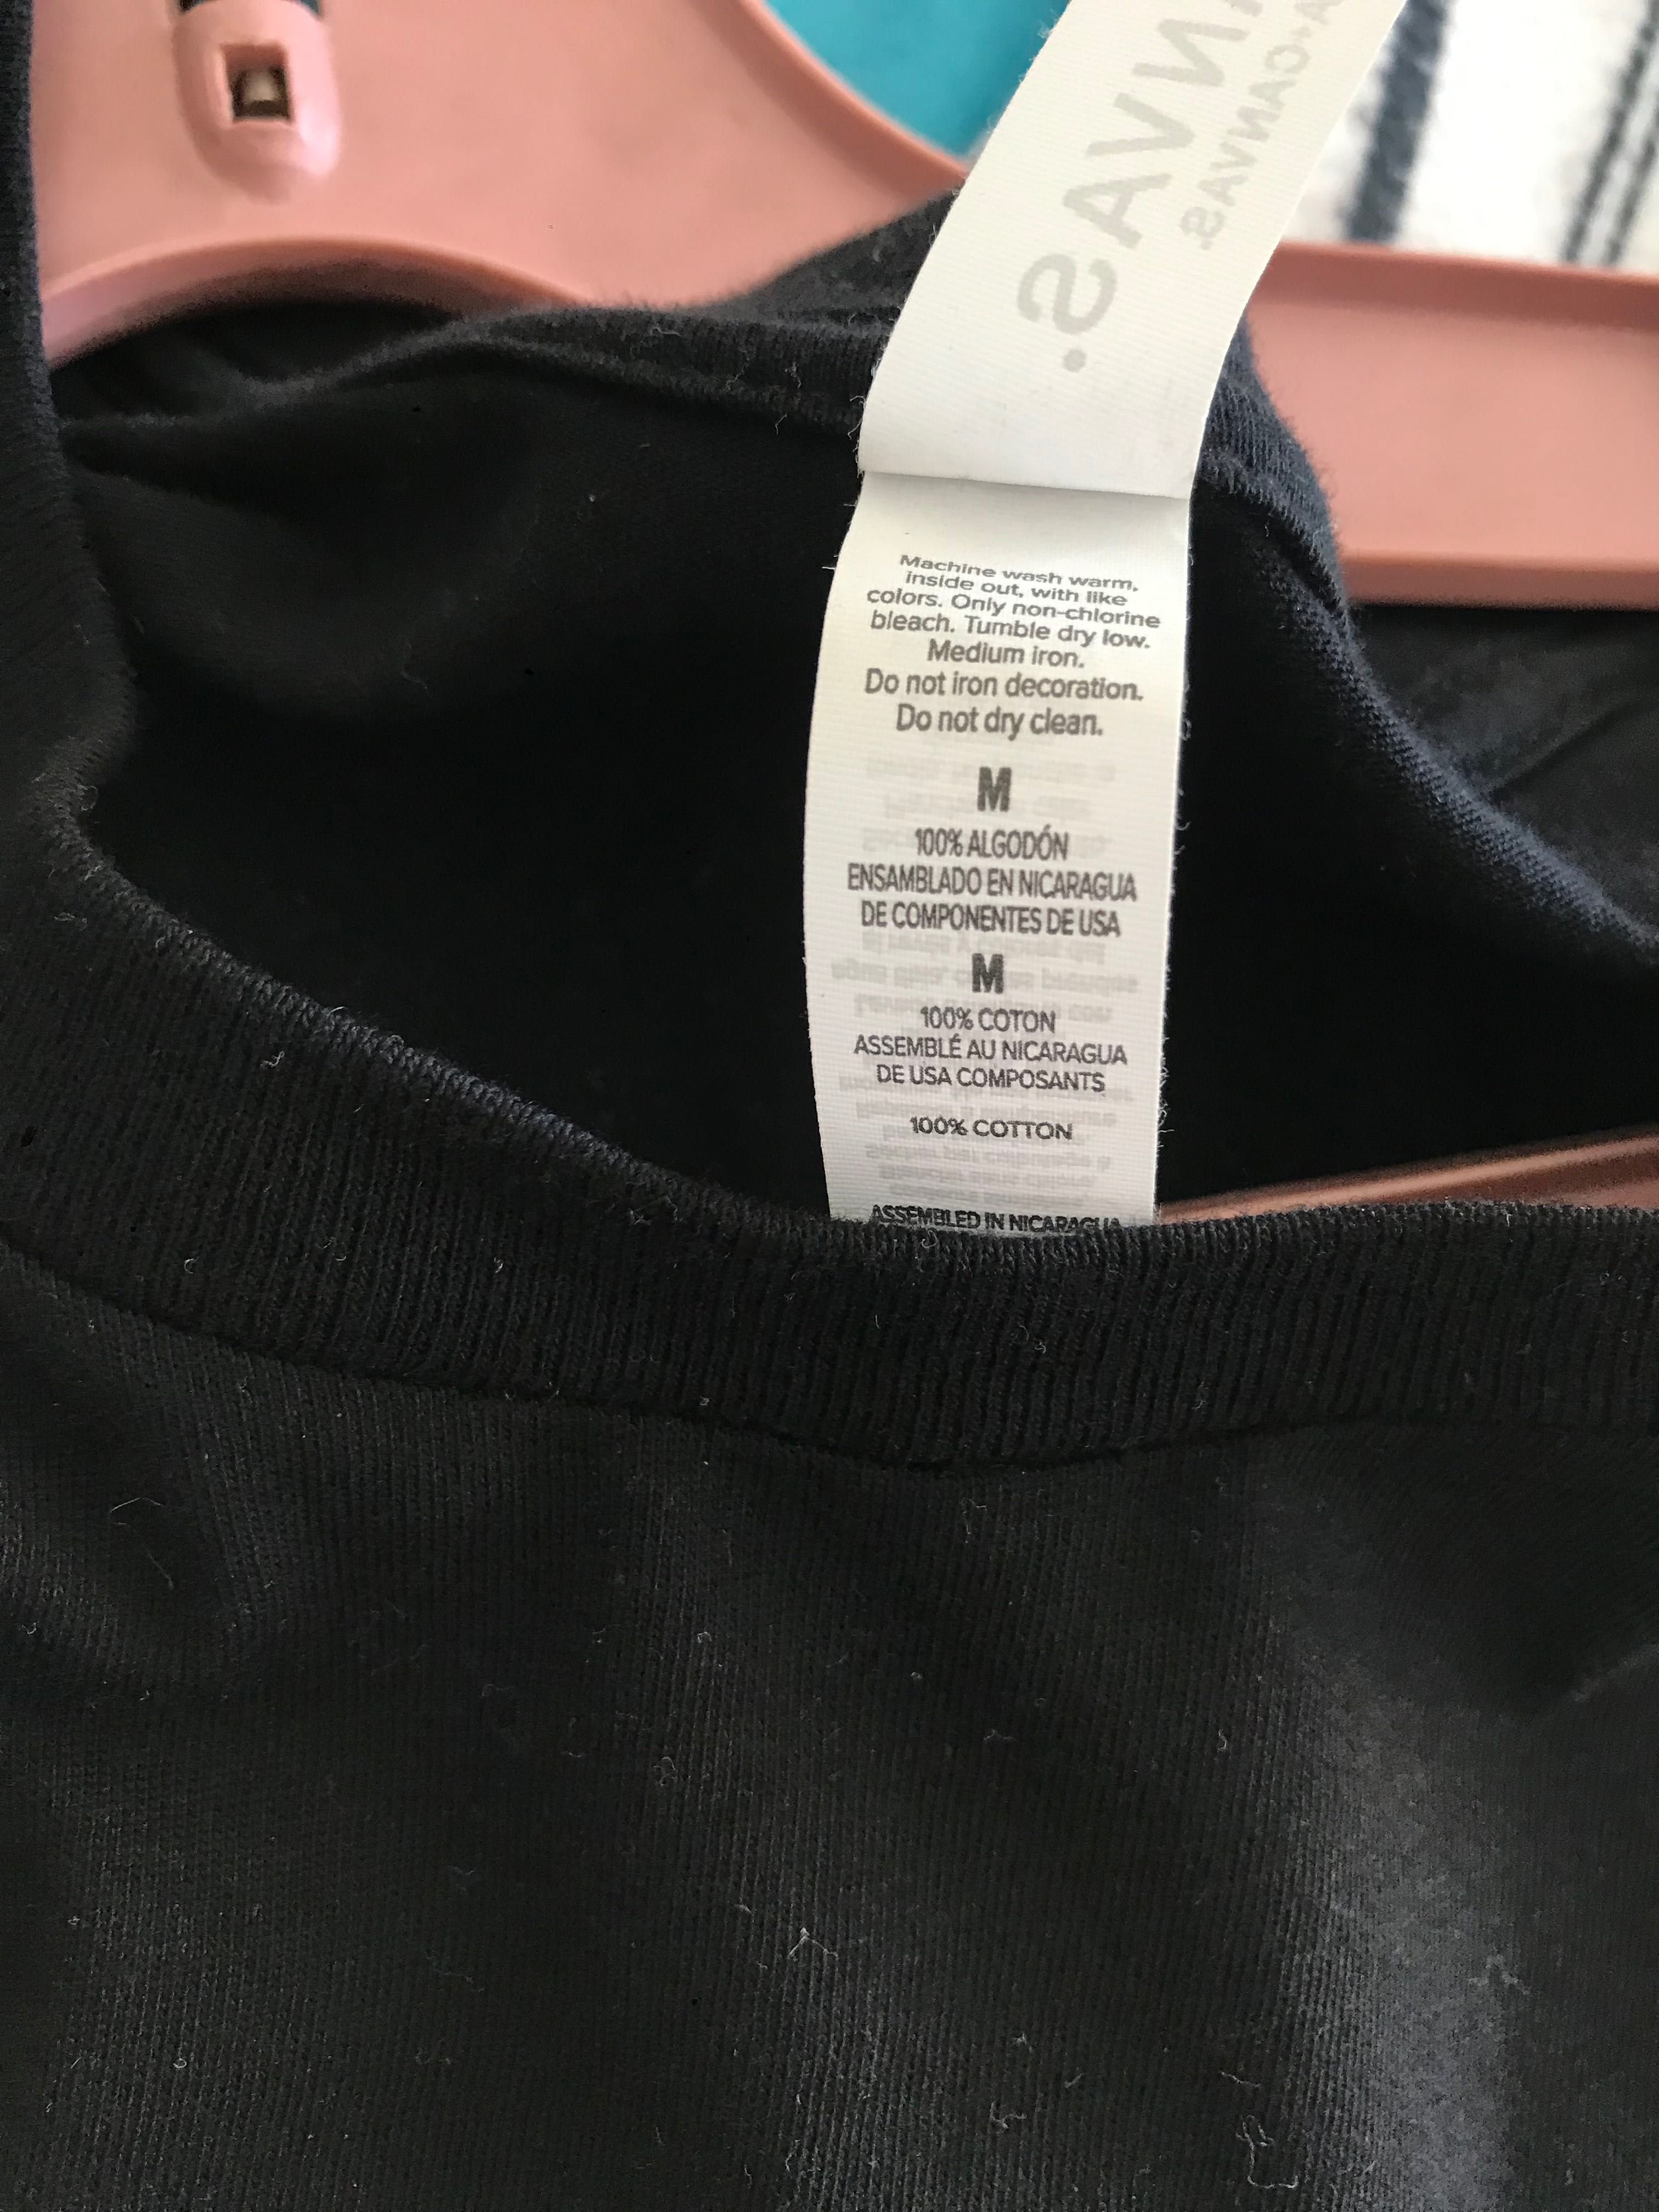 Machine wash warm,
inside out, with like
colors. Only non-chlorine
bleach. Tumble dry low.
Medium iron.
Do not iron decoration.
Do not dry clean.
M
100% ALGODÓN
ENSAMBLADO EN NICARAGUA
DE COMPONENTES DE USA
M
100% COTON
ASSEMBLÉ AU NICARAGUA
DE USA COMPOSANTS
100% COTTON
ASSEMBLED IN NICARAGUA